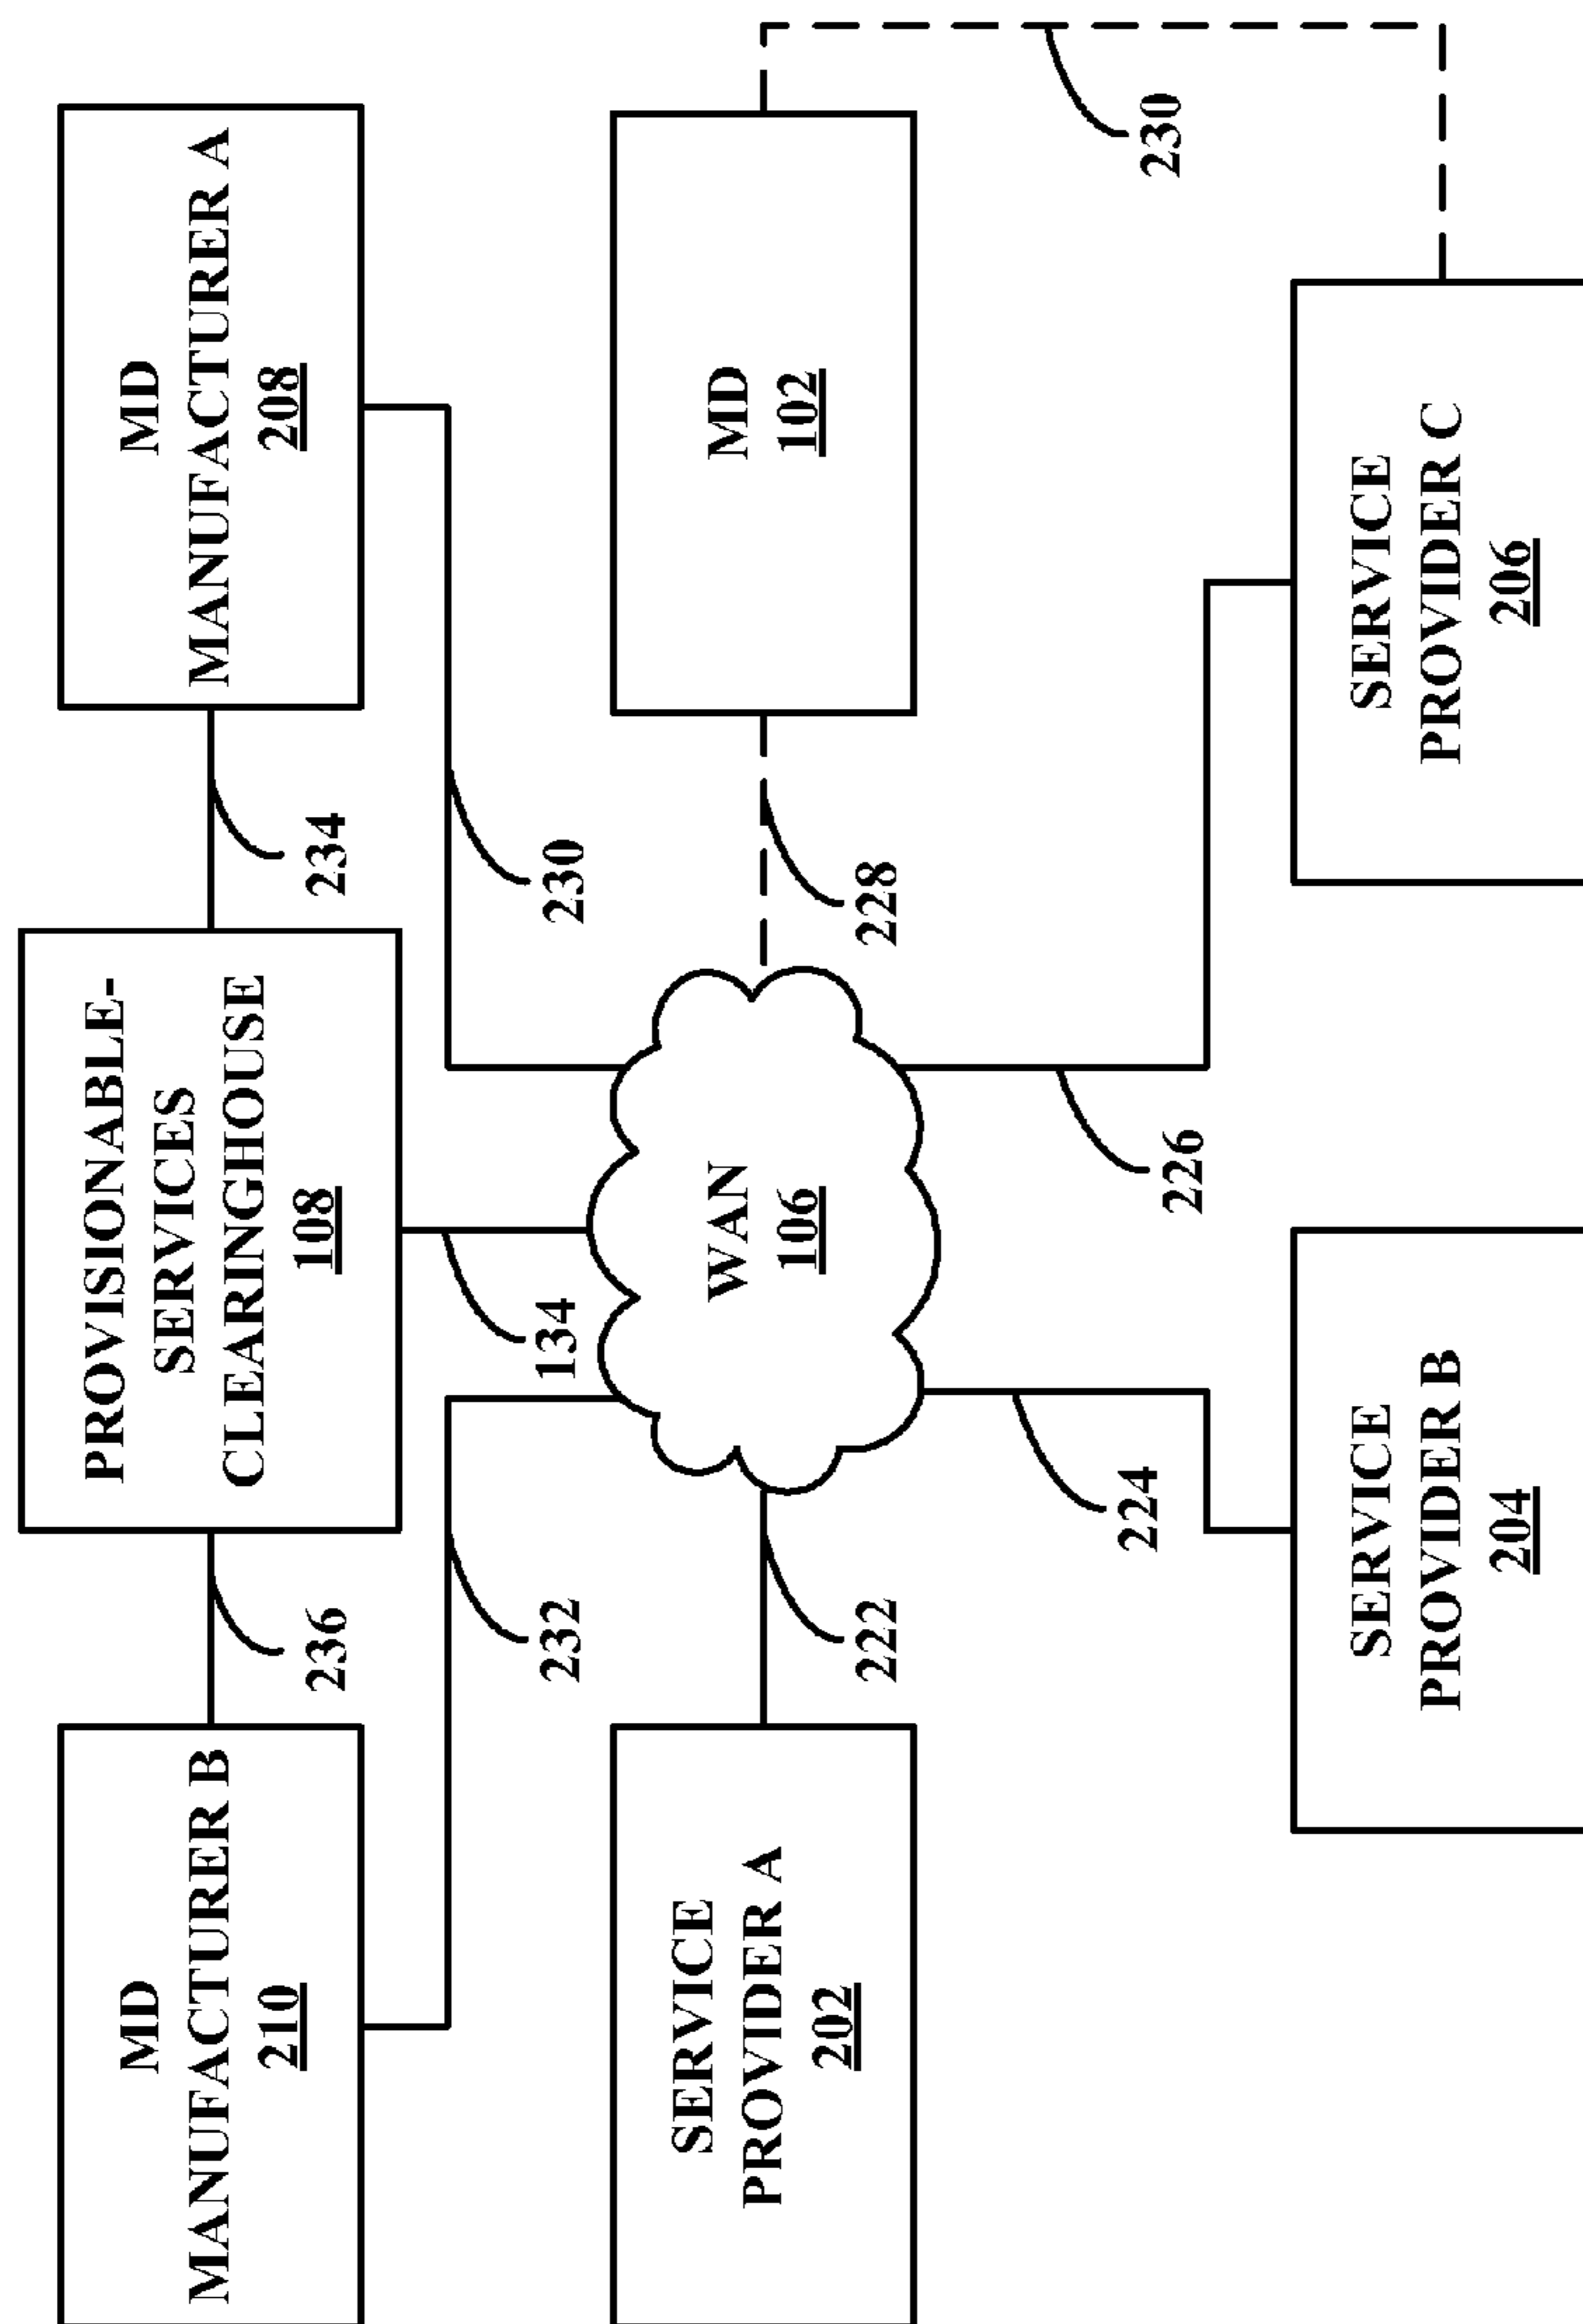 MD
MANUFACTURER B
210
236
PROVISIONABLE-
SERVICES
CLEARINGHOUSE
108
234
MD
MANUFACTURER A
208
232
134
230
SERVICE
PROVIDER A
202
222
WAN
106
228
MD
102
224
226
230
SERVICE
PROVIDER B
204
SERVICE
PROVIDER C
206